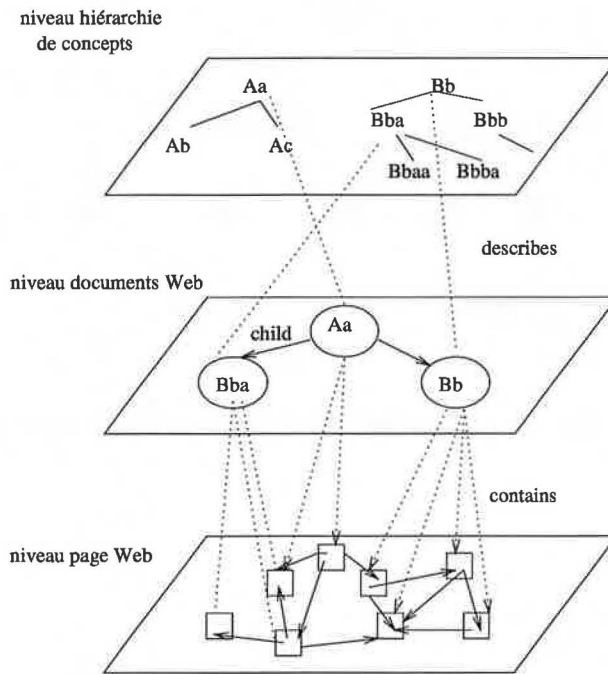 niveau hiérarchie
de concepts
Aa
Bb
Bba
Bbb
Ab
Ac
Bbaa
Bbba
describes
niveau documents Web
Aa
child
Bba
Bb
contains
niveau page Web